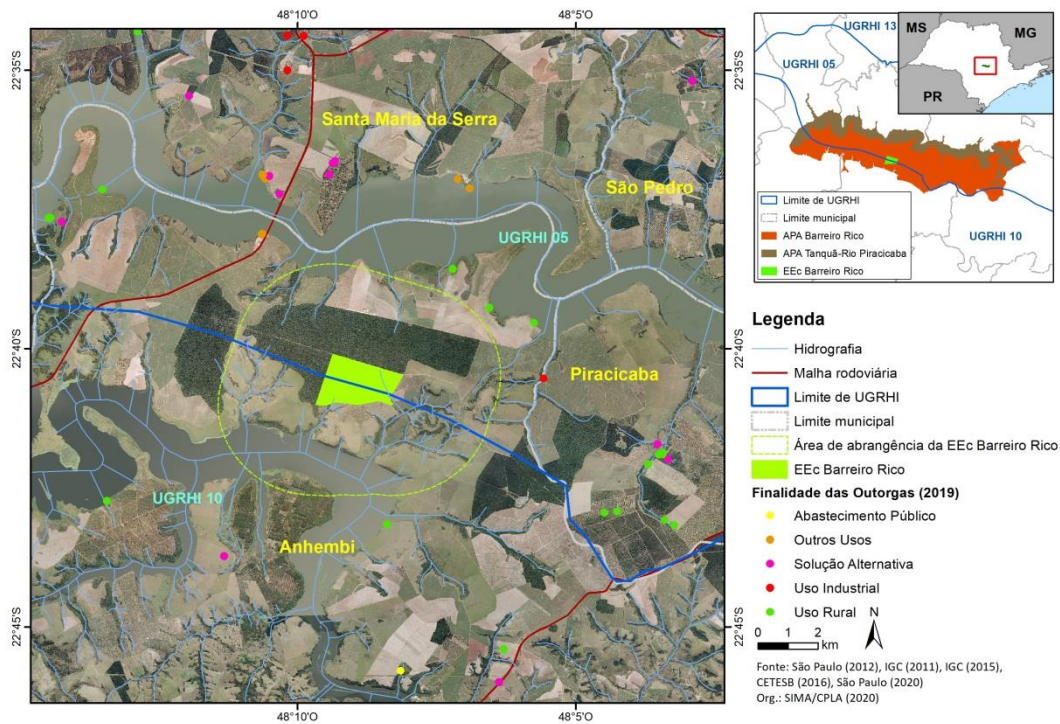 48°10'O
48°5'O
22°35'S
22°40'S
22°45'S
Santa Maria da Serra
São Pedro
UGRHI 05
Piracicaba
UGRHI 10
Anhembi
48°10'O
48°5'O
22°35'S
22°40'S
22°45'S
MS
UGRHI 13
MG
UGRHI 05
PR
UGRHI 10
Limite de UGRHI
Limite municipal
APA Barreiro Rico
APA Tanquã-Rio Piracicaba
EEc Barreiro Rico
Legenda
Hidrografia
Malha rodoviária
Limite de UGRHI
Limite municipal
Área de abrangência da EEc Barreiro Rico
EEc Barreiro Rico
Finalidade das Outorgas (2019)
Abastecimento Público
Outros Usos
Solução Alternativa
Uso Industrial
Uso Rural
N
0 1 2
km
Fonte: São Paulo (2012), IGC (2011), IGC (2015),
CETESB (2016), São Paulo (2020)
Org.: SIMA/CPLA (2020)